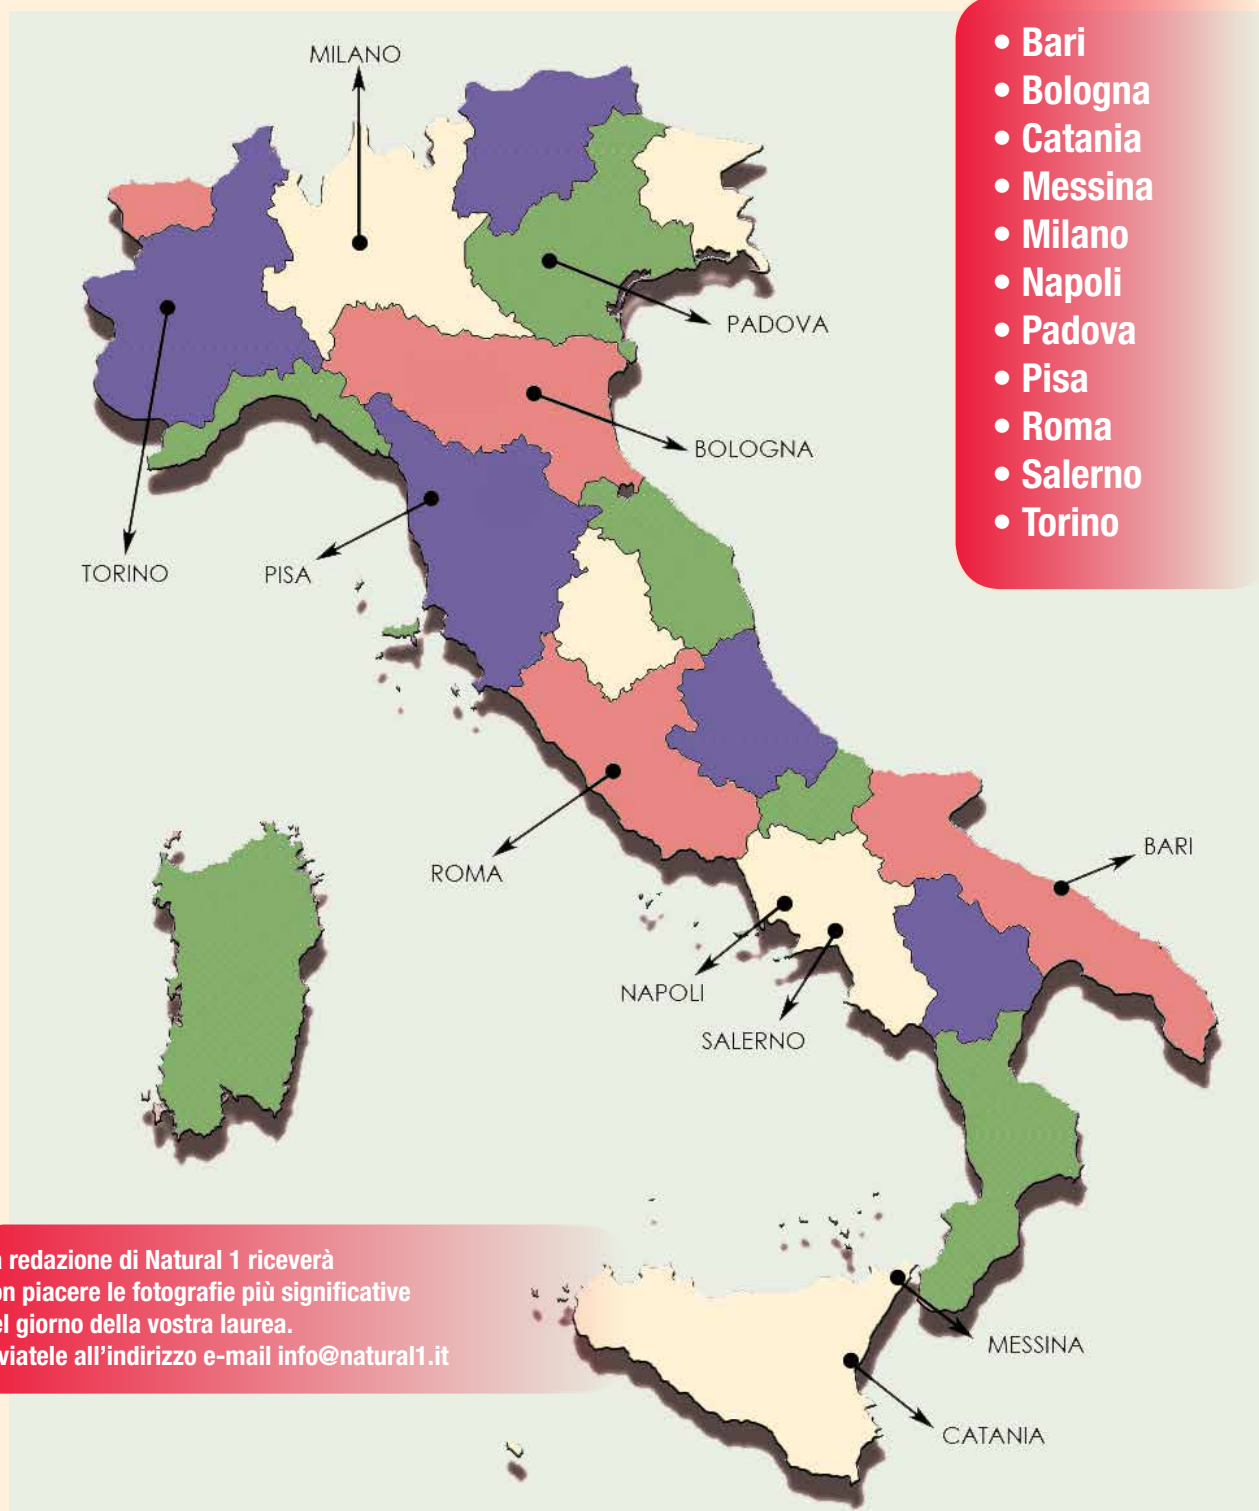 MILANO
• Bari
• Bologna
• Catania
• Messina
• Milano
• Napoli
• Padova
• Pisa
• Roma
• Salerno
• Torino
PADOVA
BOLOGNA
TORINO
PISA
ROMA
BARI
NAPOLI
SALERNO
a redazione di Natural 1 riceverà
on piacere le fotografie più significative
el giorno della vostra laurea.
viatele all'indirizzo e-mail info@natural1.it
MESSINA
CATANIA